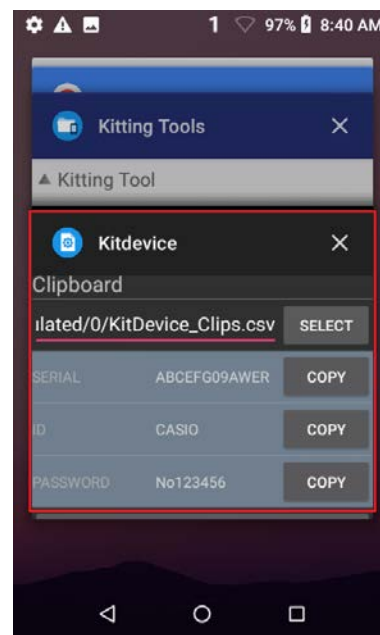 1 97% 8:40 AM
Kitting Tools
Kitting Tool
Kitdevice
Clipboard
ılated/0/KitDevice_Clips.csv SELECT
SERIAL ABCEFG09AWER COPY
ID CASIO COPY
PASSWORD No123456 COPY